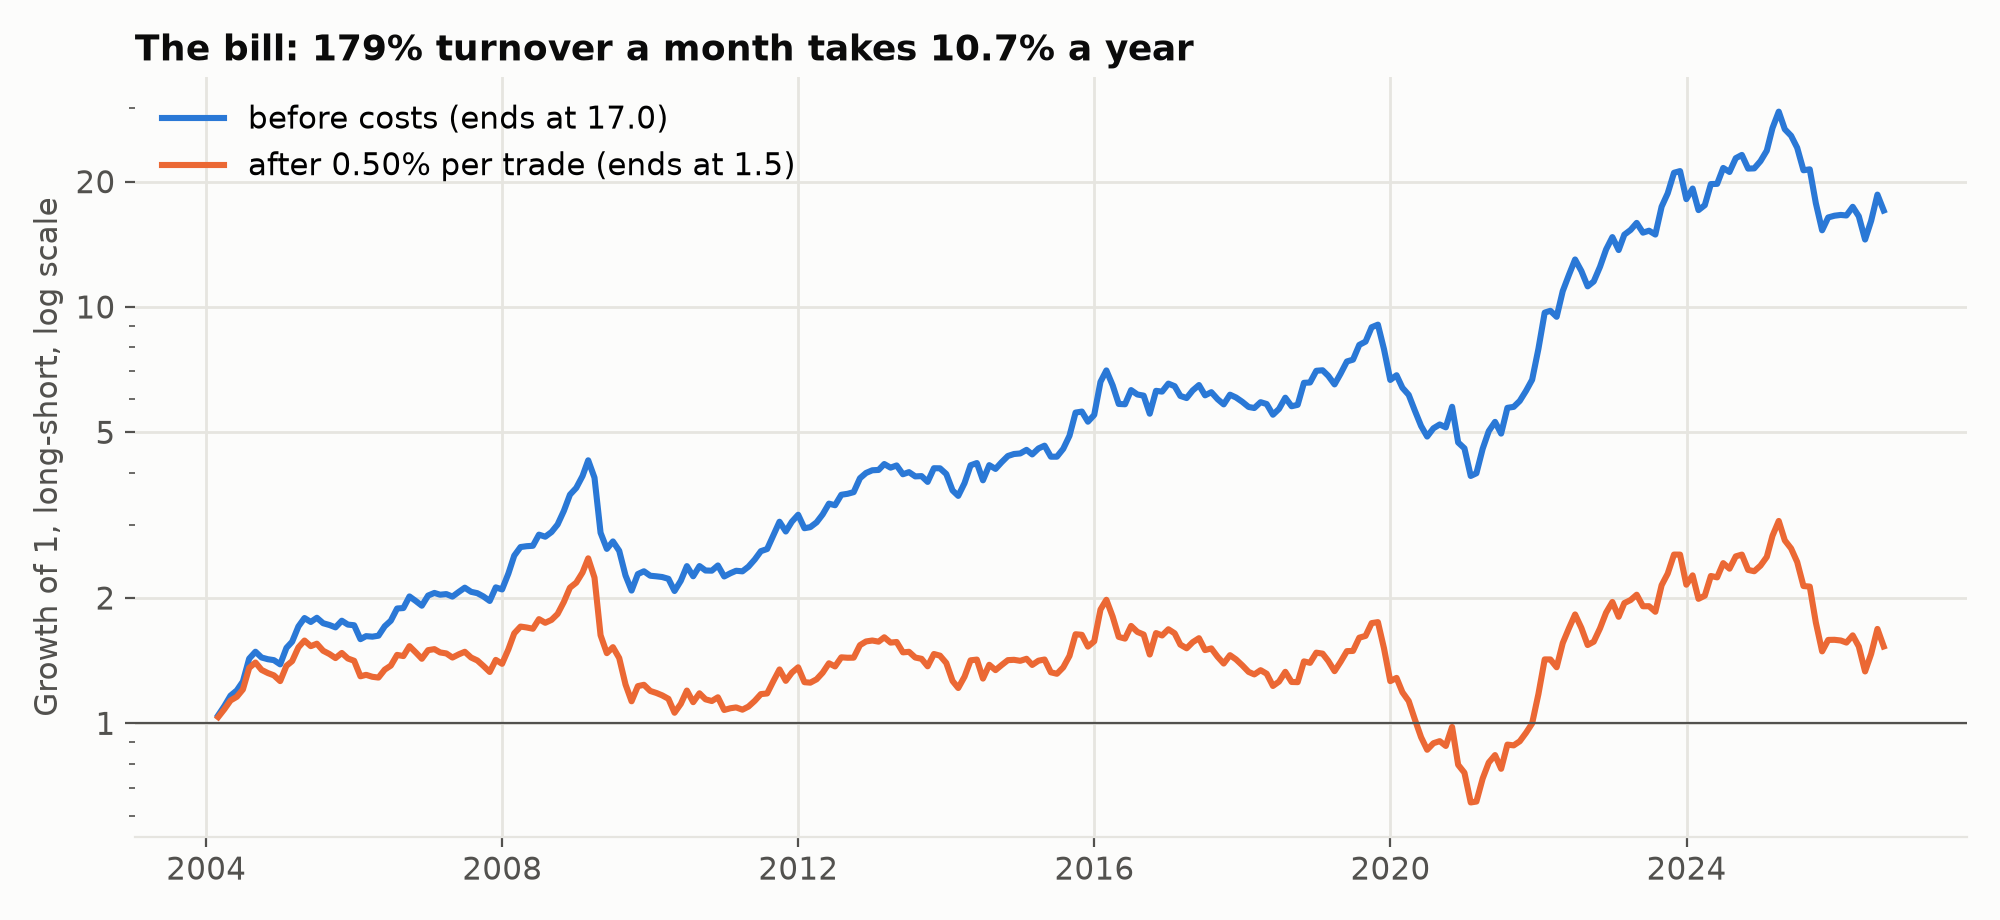 The bill: 179% turnover a month takes 10.7% a year
before costs (ends at 17.0)
after 0.50% per trade (ends at 1.5)
Growth of 1, long-short, log scale
20
10
5
2
1
2004
2008
2012
2016
2020
2024